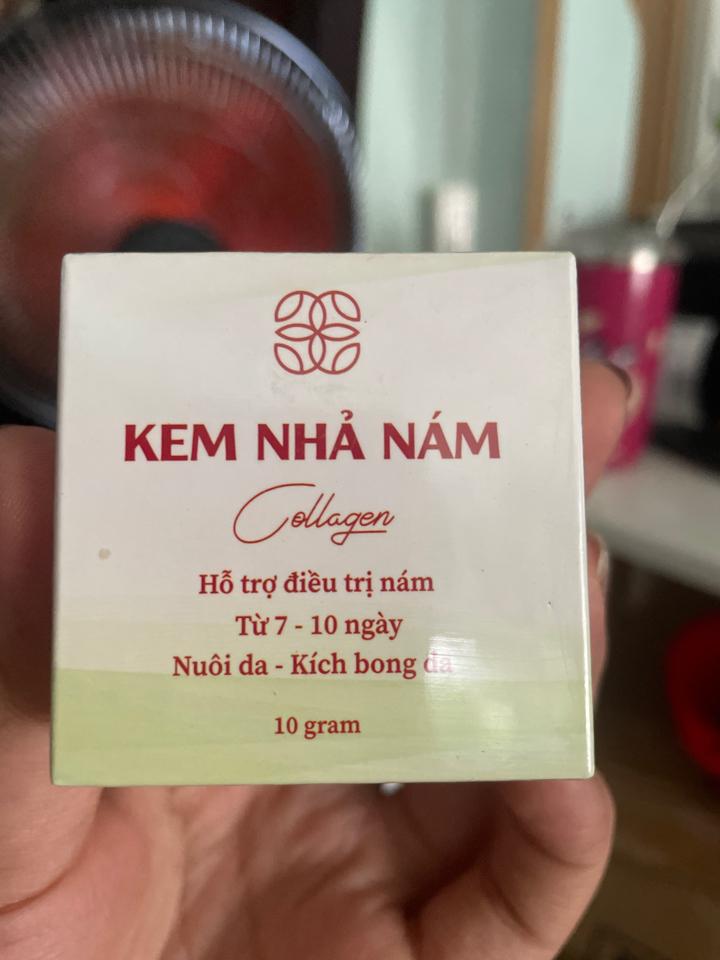 KEM NHẢ NÁM
Collagen
Hỗ trợ điều trị nám
Từ 7 - 10 ngày
Nuôi da - Kích bong da
10 gram